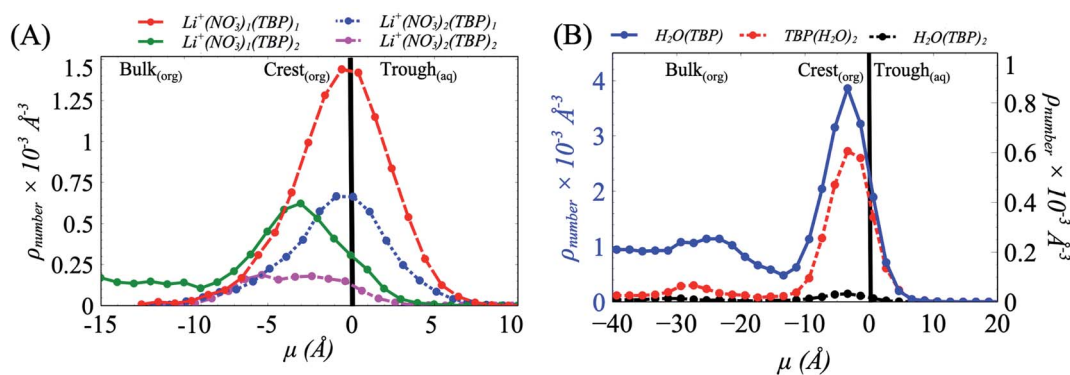 (A)
Li⁺(NO₃⁻)₁(TBP)₁
Li⁺(NO₃⁻)₂(TBP)₁
Li⁺(NO₃⁻)₁(TBP)₂
Li⁺(NO₃⁻)₂(TBP)₂
Bulk(org)
Crest(org)
Trough(aq)
ρnumber × 10⁻³ Å⁻³
1.5
1.25
1
0.75
0.5
0.25
0
-15
-10
-5
0
5
10
μ (Å)
(B)
H₂O(TBP)
TBP(H₂O)₂
H₂O(TBP)₂
Bulk(org)
Crest(org)
Trough(aq)
ρnumber × 10⁻³ Å⁻³
4
3
2
1
0
1
0.8
0.6
0.4
0.2
0
ρnumber × 10⁻³ Å⁻³
-40
-30
-20
-10
0
10
20
μ (Å)